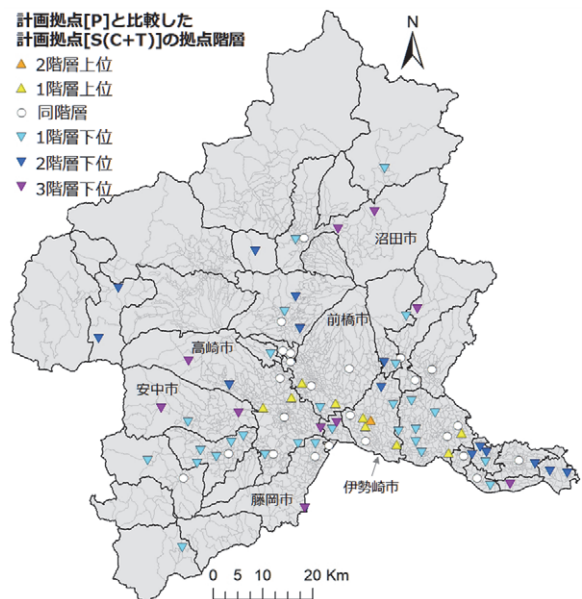 計画拠点[P]と比較した
計画拠点[S(C+T)]の拠点階層
2階層上位
1階層上位
同階層
1階層下位
2階層下位
3階層下位
N
沼田市
前橋市
高崎市
安中市
伊勢崎市
藤岡市
0 5 10 20 Km